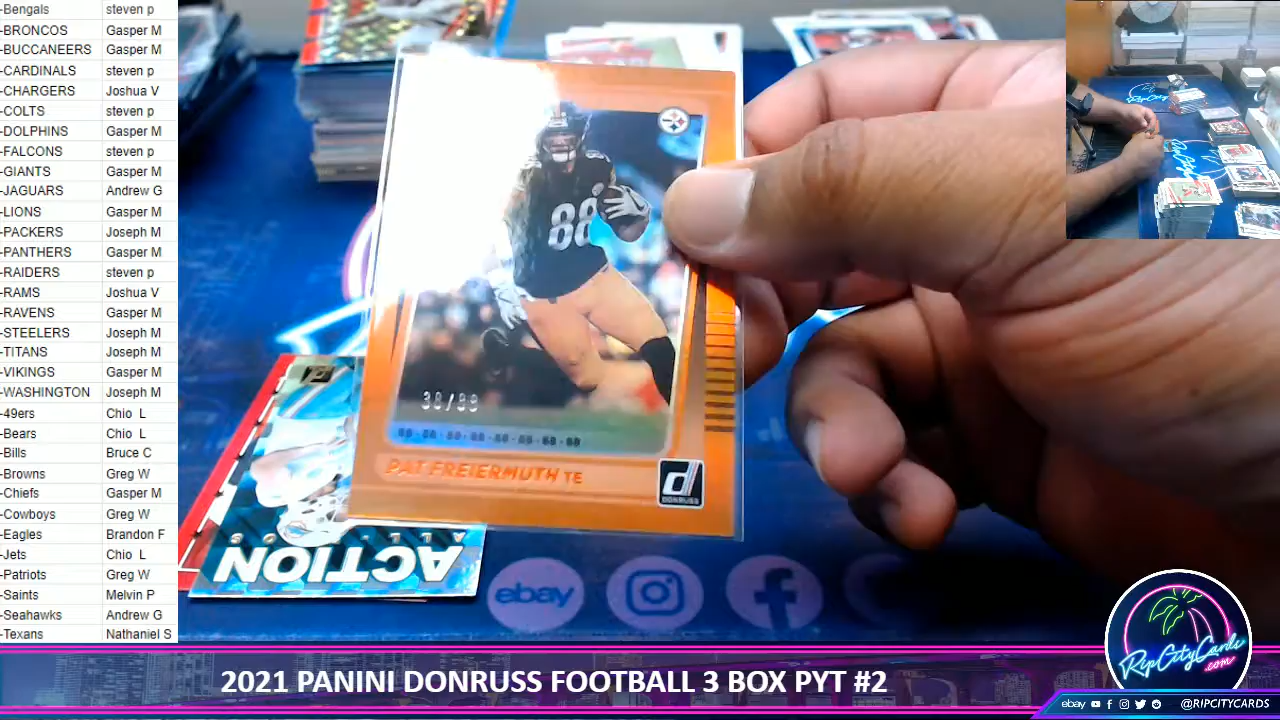 -Bengals steven p
-BRONCOS Gasper M
-BUCCANEERS Gasper M
-CARDINALS steven p
-CHARGERS Joshua V
-COLTS steven p
-DOLPHINS Gasper M
-FALCONS steven p
-GIANTS Gasper M
-JAGUARS Andrew G
-LIONS Gasper M
-PACKERS Joseph M
-PANTHERS Gasper M
-RAIDERS steven p
-RAMS Joshua V
-RAVENS Gasper M
-STEELERS Joseph M
-TITANS Joseph M
-VIKINGS Gasper M
-WASHINGTON Joseph M
-49ers Chio L
-Bears Chio L
-Bills Bruce C
-Browns Greg W
-Chiefs Gasper M
-Cowboys Greg W
-Eagles Brandon F
-Jets Chio L
-Patriots Greg W
-Saints Melvin P
-Seahawks Andrew G
-Texans Nathaniel S
88
PAT FREIERMUTH TE
DONRUSS
ALL-PROS
ACTION
ebay
2021 PANINI DONRUSS FOOTBALL 3 BOX PYT #2
RipCityCards
.com
ebay @RIPCITYCARDS